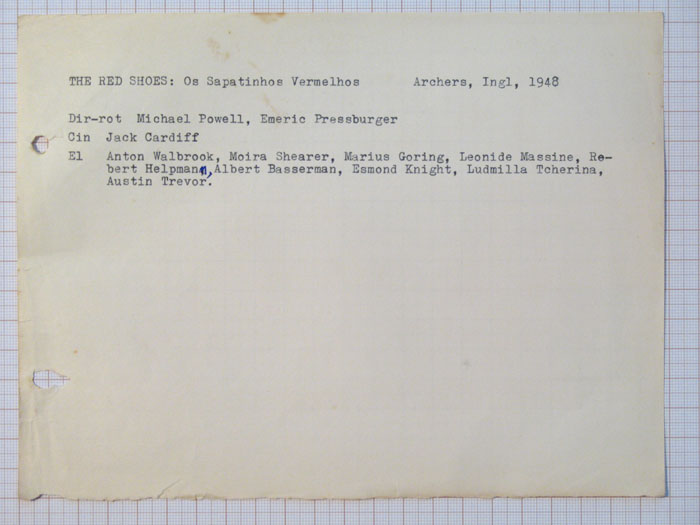 THE RED SHOES: Os Sapatinhos Vermelhos Archers, Ingl, 1948
Dir-rot Michael Powell, Emeric Pressburger
Cin Jack Cardiff
El Anton Walbrook, Moira Shearer, Marius Goring, Leonide Massine, Re-
bert Helpmann, Albert Basserman, Esmond Knight, Ludmilla Tcherina,
Austin Trevor.